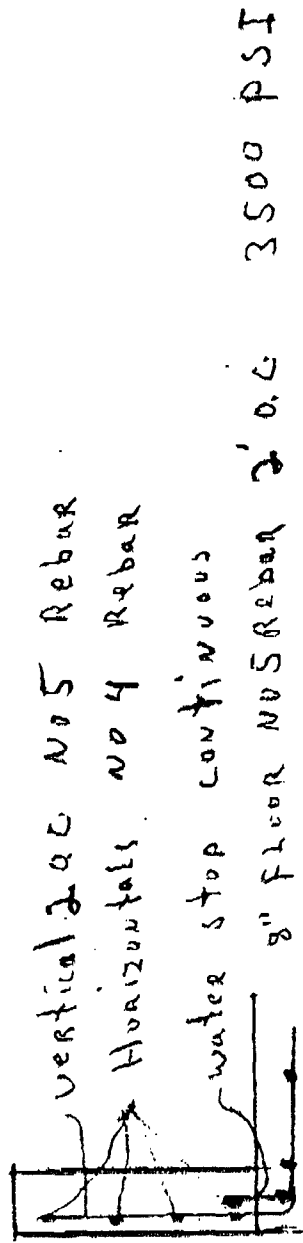 vertical 2' O.C. NO 5 Rebar
Horizontals NO 4 Rebar
water stop continuous
8" Floor NO 5 Rebar 2' O.C. 3500 PSI